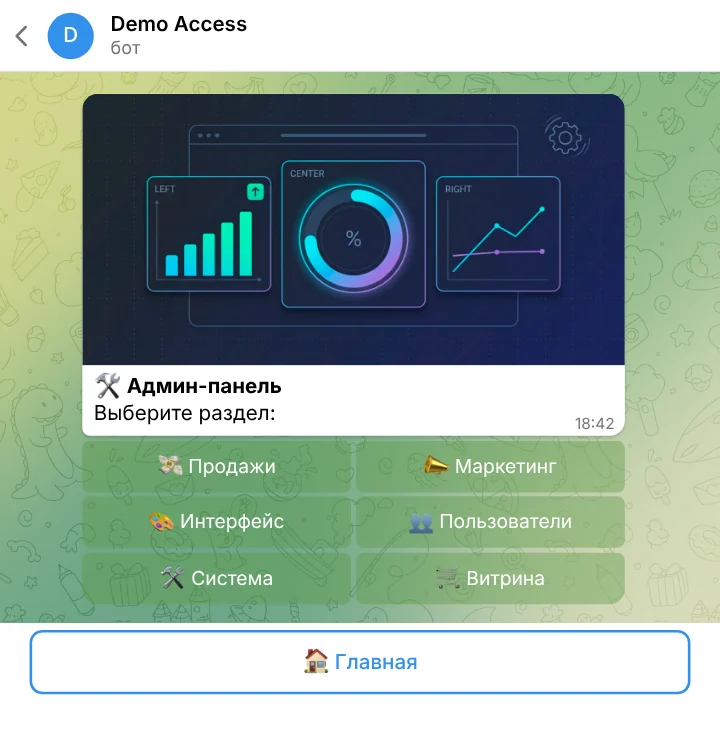 D
Demo Access
бот
LEFT
CENTER
RIGHT
%
🛠 Админ-панель
Выберите раздел:
18:42
💸 Продажи
📣 Маркетинг
🎨 Интерфейс
👥 Пользователи
🛠 Система
🛒 Витрина
🏠 Главная